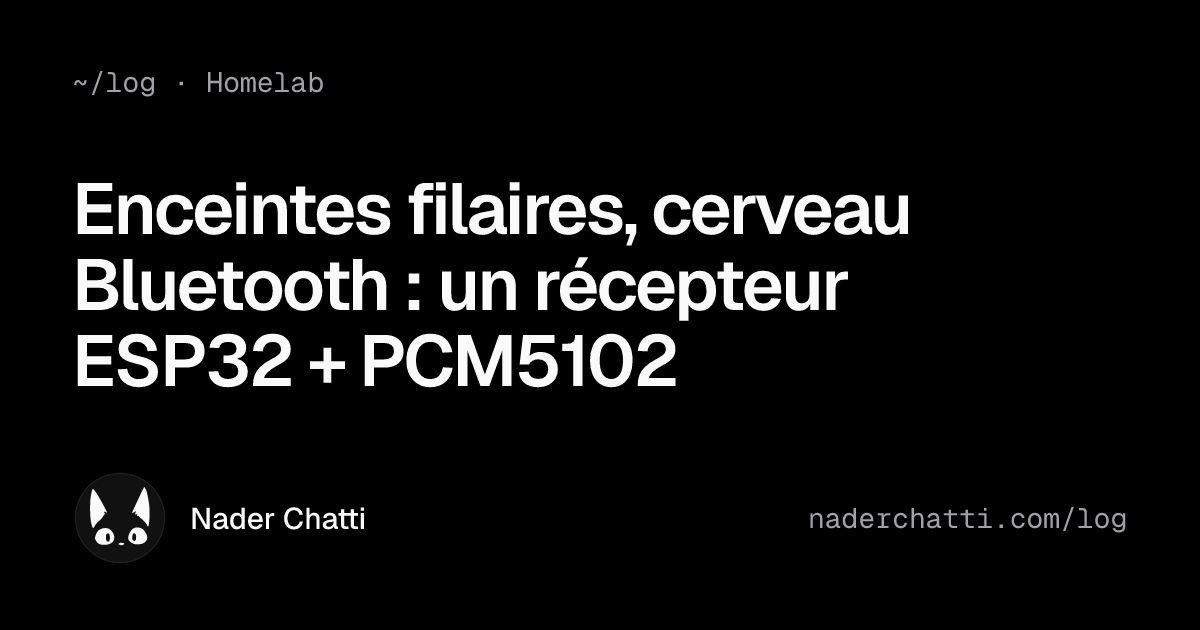 ~/log · Homelab
Enceintes filaires, cerveau
Bluetooth : un récepteur
ESP32 + PCM5102
Nader Chatti
naderchatti.com/log